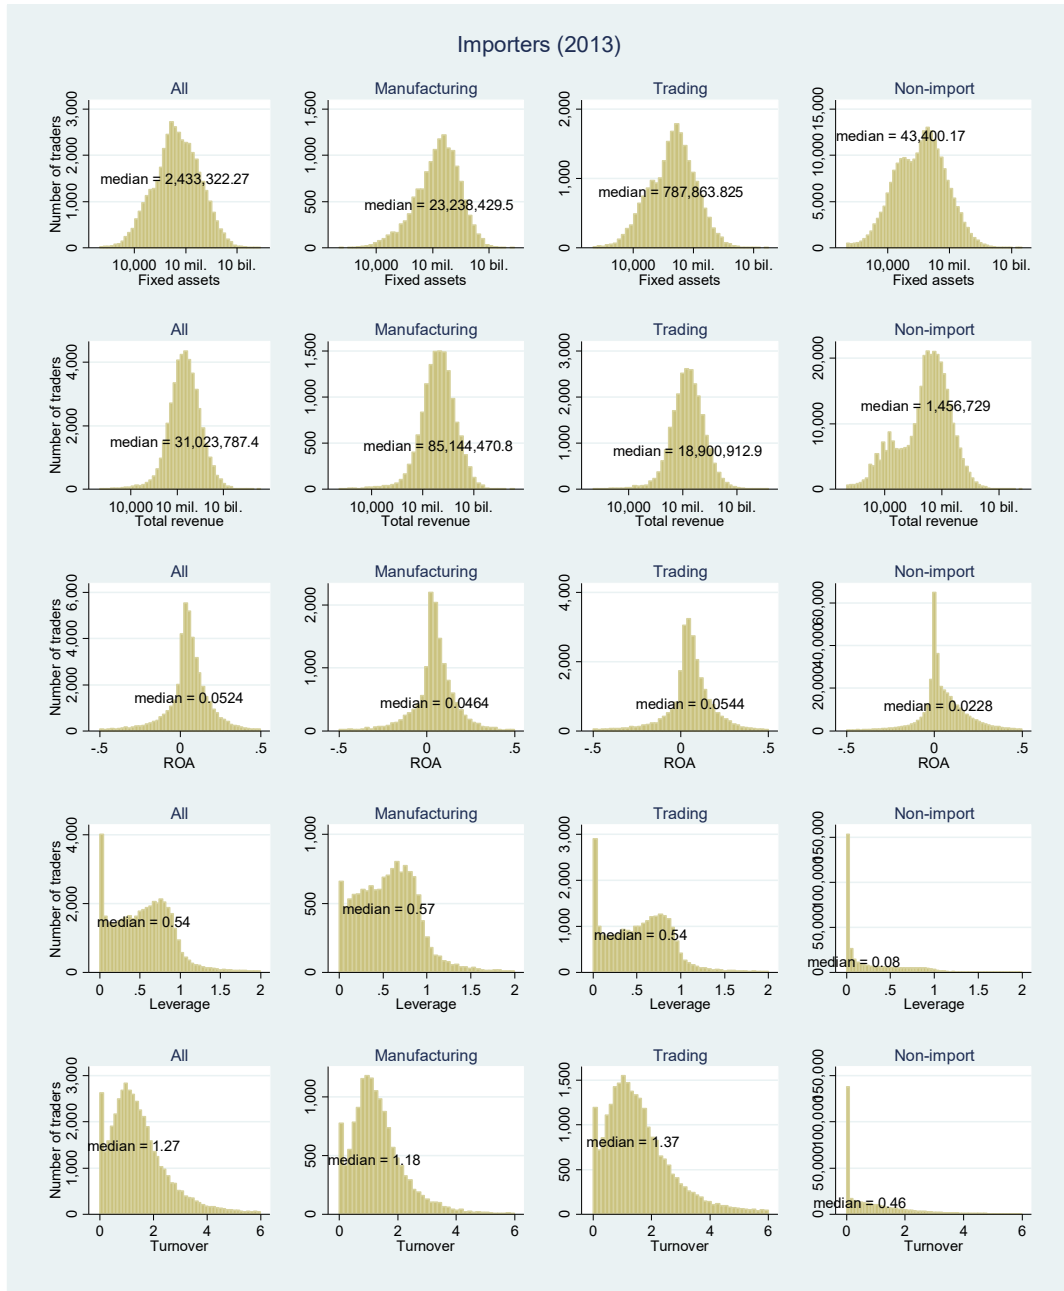 Importers (2013)
All
Manufacturing
Trading
Non-import
Number of traders
0 1,000 2,000 3,000
median = 2,433,322.27
10,000 10 mil. 10 bil.
Fixed assets
0 500 1,000 1,500
median = 23,238,429.5
10,000 10 mil. 10 bil.
Fixed assets
0 1,000 2,000
median = 787,863.825
10,000 10 mil. 10 bil.
Fixed assets
0 5,000 10,000 15,000
median = 43,400.17
10,000 10 mil. 10 bil.
Fixed assets
All
Manufacturing
Trading
Non-import
Number of traders
0 2,000 4,000
median = 31,023,787.4
10,000 10 mil. 10 bil.
Total revenue
0 500 1,000 1,500
median = 85,144,470.8
10,000 10 mil. 10 bil.
Total revenue
0 1,000 2,000 3,000
median = 18,900,912.9
10,000 10 mil. 10 bil.
Total revenue
0 10,000 20,000
median = 1,456,729
10,000 10 mil. 10 bil.
Total revenue
All
Manufacturing
Trading
Non-import
Number of traders
0 2,000 4,000 6,000
median = 0.0524
-.5 0 .5
ROA
0 1,000 2,000
median = 0.0464
-.5 0 .5
ROA
0 2,000 4,000
median = 0.0544
-.5 0 .5
ROA
0 20,000 40,000 60,000
median = 0.0228
-.5 0 .5
ROA
All
Manufacturing
Trading
Non-import
Number of traders
0 2,000 4,000
median = 0.54
0 .5 1 1.5 2
Leverage
0 500 1,000
median = 0.57
0 .5 1 1.5 2
Leverage
0 1,000 2,000 3,000
median = 0.54
0 .5 1 1.5 2
Leverage
0 50,000 100,000 150,000
median = 0.08
0 .5 1 1.5 2
Leverage
All
Manufacturing
Trading
Non-import
Number of traders
0 1,000 2,000 3,000
median = 1.27
0 2 4 6
Turnover
0 500 1,000
median = 1.18
0 2 4 6
Turnover
0 500 1,000 1,500
median = 1.37
0 2 4 6
Turnover
0 50,000 100,000 150,000
median = 0.46
0 2 4 6
Turnover